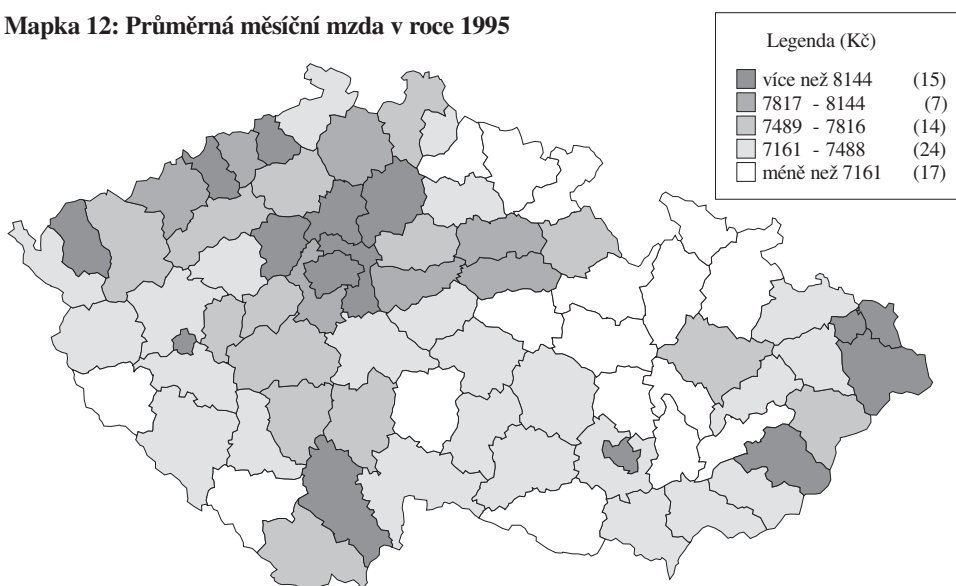 Mapka 12: Průměrná měsíční mzda v roce 1995
Legenda (Kč)
více než 8144 (15)
7817 - 8144 (7)
7489 - 7816 (14)
7161 - 7488 (24)
méně než 7161 (17)